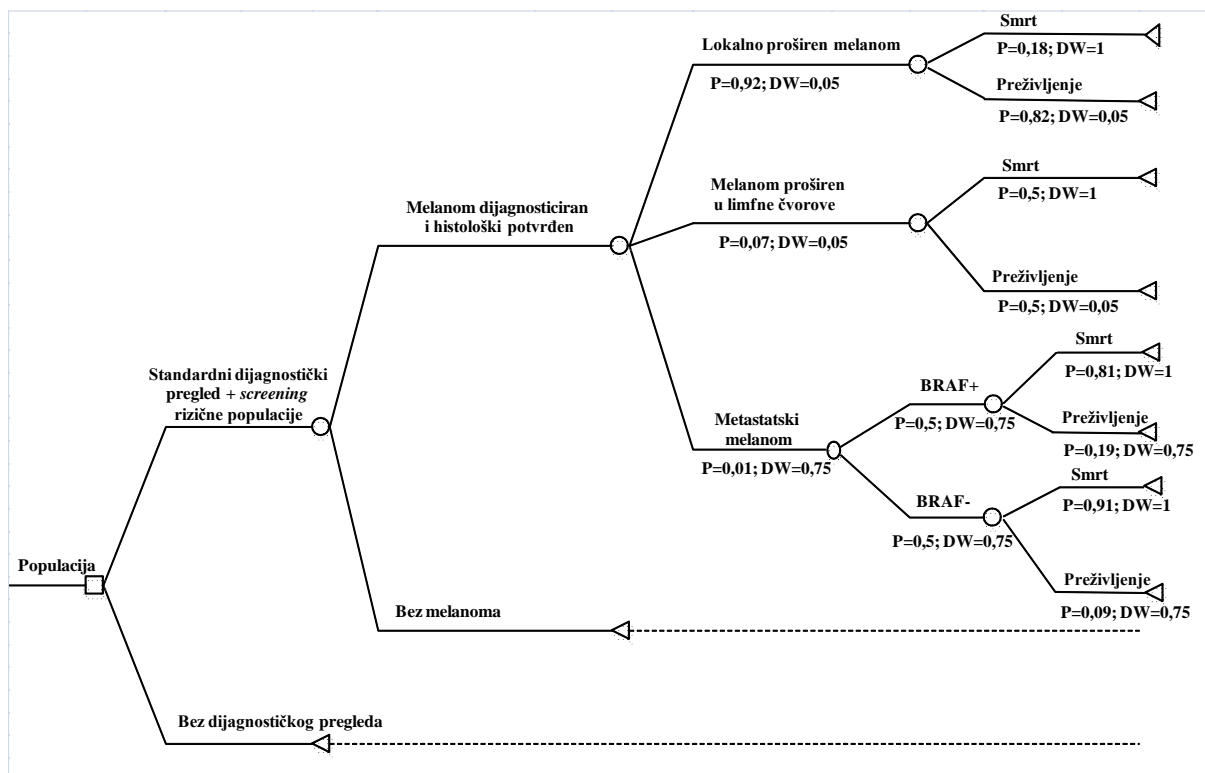 Smrt
P=0,18; DW=1
Lokalno proširen melanom
P=0,92; DW=0,05
Preživljenje
P=0,82; DW=0,05
Smrt
P=0,5; DW=1
Melanom proširen
u limfne čvorove
P=0,07; DW=0,05
Preživljenje
P=0,5; DW=0,05
Melanom dijagnosticiran
i histološki potvrđen
Smrt
P=0,81; DW=1
BRAF+
P=0,5; DW=0,75
Preživljenje
P=0,19; DW=0,75
Metastatski
melanom
P=0,01; DW=0,75
Smrt
P=0,91; DW=1
BRAF-
P=0,5; DW=0,75
Preživljenje
P=0,09; DW=0,75
Standardni dijagnostički
pregled + screening
rizične populacije
Populacija
Bez melanoma
Bez dijagnostičkog pregleda